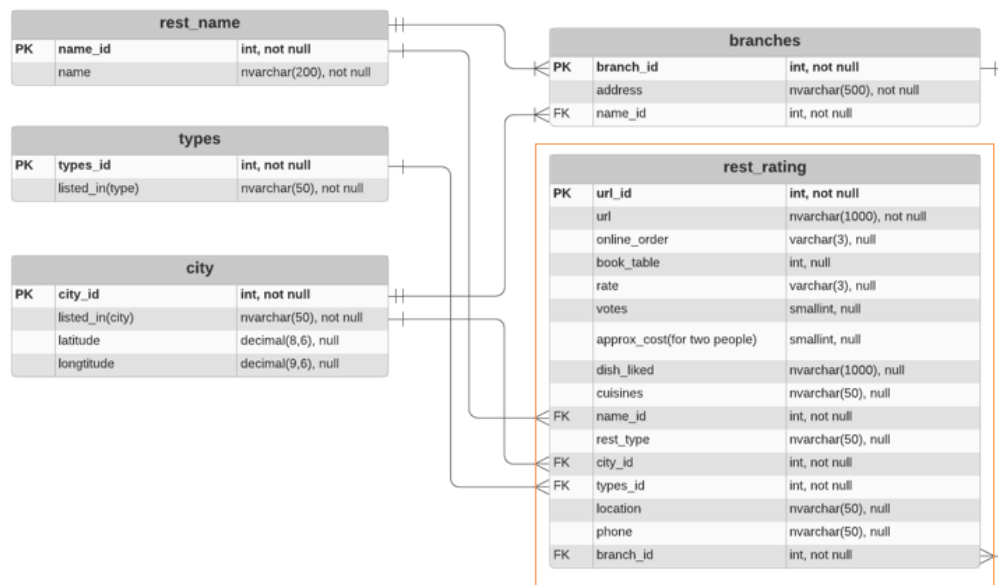 rest_name
PK name_id int, not null
name nvarchar(200), not null
types
PK types_id int, not null
listed_in(type) nvarchar(50), not null
city
PK city_id int, not null
listed_in(city) nvarchar(50), not null
latitude decimal(8,6), null
longtitude decimal(9,6), null
branches
PK branch_id int, not null
address nvarchar(500), not null
FK name_id int, not null
rest_rating
PK url_id int, not null
url nvarchar(1000), not null
online_order varchar(3), null
book_table int, null
rate varchar(3), null
votes smallint, null
approx_cost(for two people) smallint, null
dish_liked nvarchar(1000), null
cuisines nvarchar(50), null
FK name_id int, not null
rest_type nvarchar(50), null
FK city_id int, not null
FK types_id int, not null
location nvarchar(50), null
phone nvarchar(50), null
FK branch_id int, not null